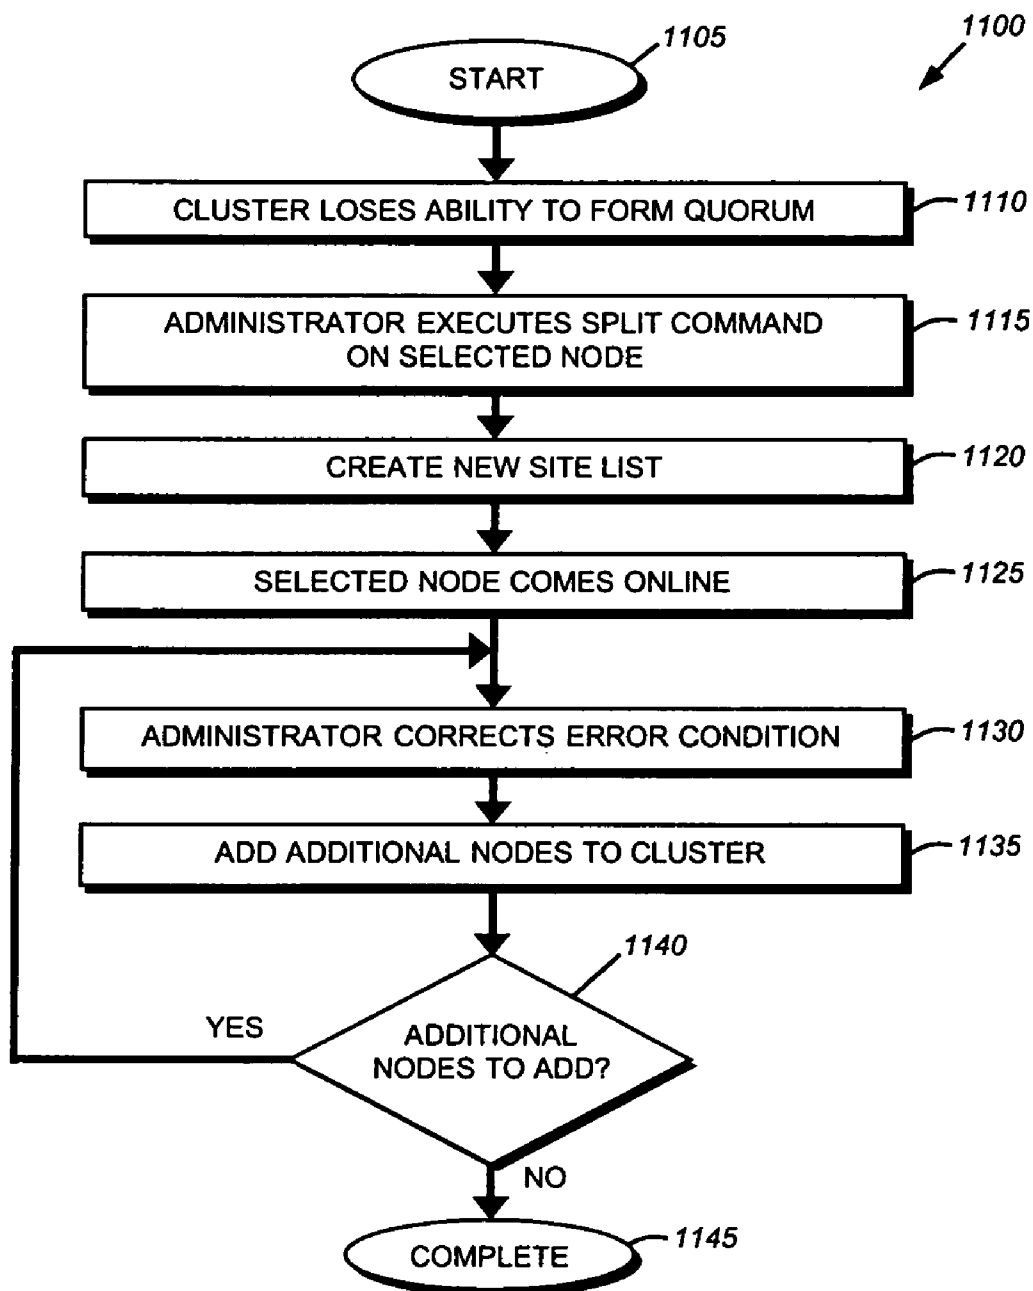 1100
START
1105
CLUSTER LOSES ABILITY TO FORM QUORUM
1110
ADMINISTRATOR EXECUTES SPLIT COMMAND
ON SELECTED NODE
1115
CREATE NEW SITE LIST
1120
SELECTED NODE COMES ONLINE
1125
ADMINISTRATOR CORRECTS ERROR CONDITION
1130
ADD ADDITIONAL NODES TO CLUSTER
1135
1140
YES
ADDITIONAL
NODES TO ADD?
NO
COMPLETE
1145